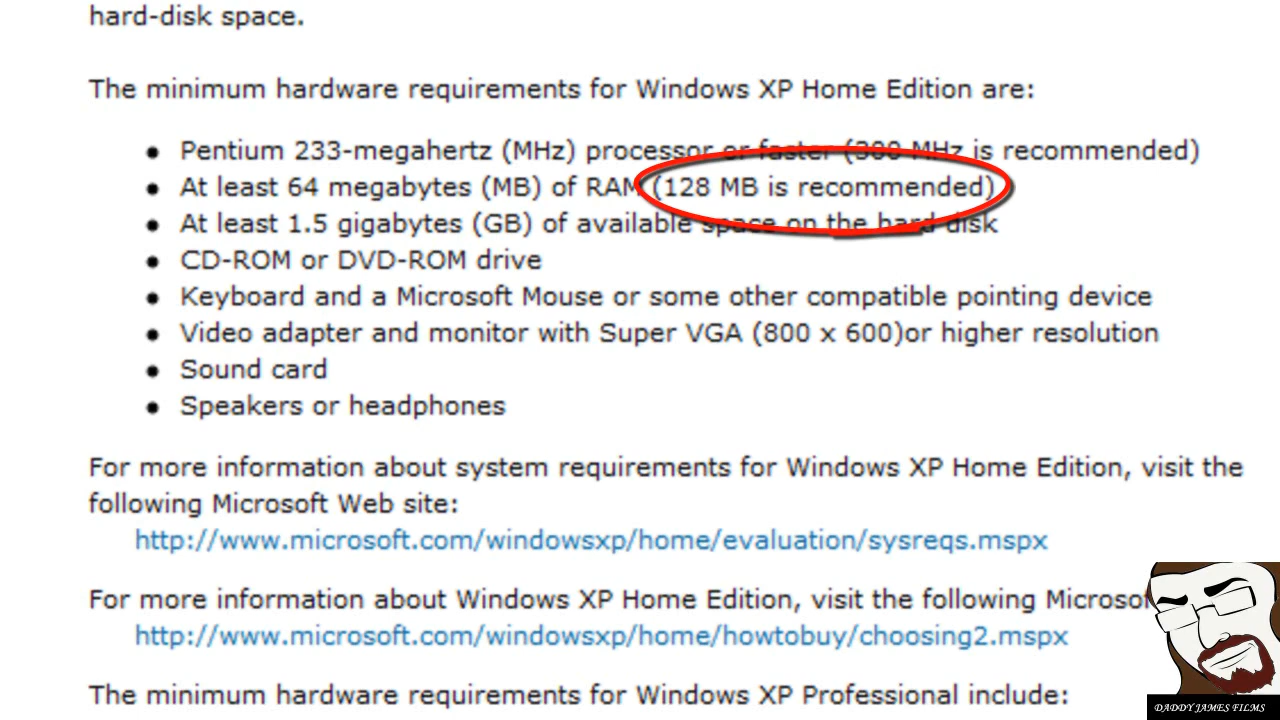 hard-disk space.
The minimum hardware requirements for Windows XP Home Edition are:
● Pentium 233-megahertz (MHz) processor or faster (300 MHz is recommended)
● At least 64 megabytes (MB) of RAM (128 MB is recommended)
● At least 1.5 gigabytes (GB) of available space on the hard disk
● CD-ROM or DVD-ROM drive
● Keyboard and a Microsoft Mouse or some other compatible pointing device
● Video adapter and monitor with Super VGA (800 x 600)or higher resolution
● Sound card
● Speakers or headphones
For more information about system requirements for Windows XP Home Edition, visit the
following Microsoft Web site:
http://www.microsoft.com/windowsxp/home/evaluation/sysreqs.mspx
For more information about Windows XP Home Edition, visit the following Microsof
http://www.microsoft.com/windowsxp/home/howtobuy/choosing2.mspx
The minimum hardware requirements for Windows XP Professional include:
DADDY JAMES FILMS